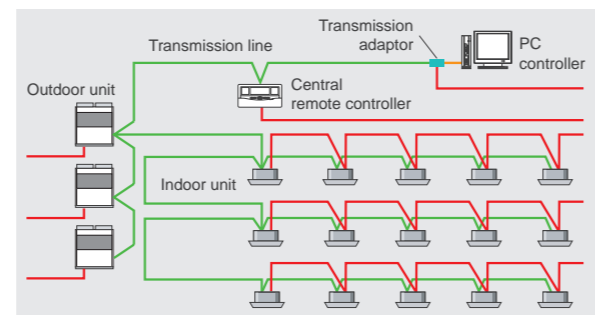 Transmission
adaptor
PC
controller
Transmission line
Central
remote controller
Outdoor unit
Indoor unit